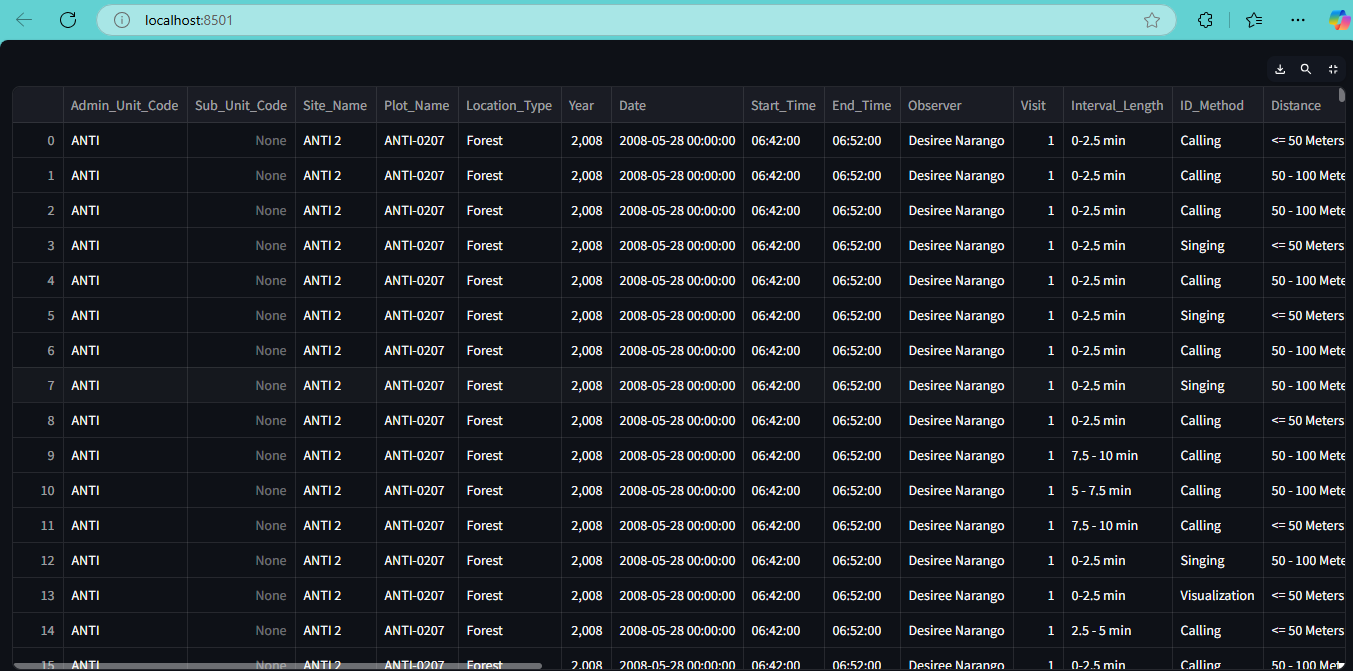 localhost:8501
Admin_Unit_Code Sub_Unit_Code Site_Name Plot_Name Location_Type Year Date Start_Time End_Time Observer Visit Interval_Length ID_Method Distance
0 ANTI None ANTI 2 ANTI-0207 Forest 2,008 2008-05-28 00:00:00 06:42:00 06:52:00 Desiree Narango 1 0-2.5 min Calling <= 50 Meters
1 ANTI None ANTI 2 ANTI-0207 Forest 2,008 2008-05-28 00:00:00 06:42:00 06:52:00 Desiree Narango 1 0-2.5 min Calling 50 - 100 Mete
2 ANTI None ANTI 2 ANTI-0207 Forest 2,008 2008-05-28 00:00:00 06:42:00 06:52:00 Desiree Narango 1 0-2.5 min Calling 50 - 100 Mete
3 ANTI None ANTI 2 ANTI-0207 Forest 2,008 2008-05-28 00:00:00 06:42:00 06:52:00 Desiree Narango 1 0-2.5 min Singing <= 50 Meters
4 ANTI None ANTI 2 ANTI-0207 Forest 2,008 2008-05-28 00:00:00 06:42:00 06:52:00 Desiree Narango 1 0-2.5 min Calling 50 - 100 Mete
5 ANTI None ANTI 2 ANTI-0207 Forest 2,008 2008-05-28 00:00:00 06:42:00 06:52:00 Desiree Narango 1 0-2.5 min Singing <= 50 Meters
6 ANTI None ANTI 2 ANTI-0207 Forest 2,008 2008-05-28 00:00:00 06:42:00 06:52:00 Desiree Narango 1 0-2.5 min Calling 50 - 100 Mete
7 ANTI None ANTI 2 ANTI-0207 Forest 2,008 2008-05-28 00:00:00 06:42:00 06:52:00 Desiree Narango 1 0-2.5 min Singing 50 - 100 Mete
8 ANTI None ANTI 2 ANTI-0207 Forest 2,008 2008-05-28 00:00:00 06:42:00 06:52:00 Desiree Narango 1 0-2.5 min Calling <= 50 Meters
9 ANTI None ANTI 2 ANTI-0207 Forest 2,008 2008-05-28 00:00:00 06:42:00 06:52:00 Desiree Narango 1 7.5 - 10 min Calling 50 - 100 Mete
10 ANTI None ANTI 2 ANTI-0207 Forest 2,008 2008-05-28 00:00:00 06:42:00 06:52:00 Desiree Narango 1 5 - 7.5 min Calling 50 - 100 Mete
11 ANTI None ANTI 2 ANTI-0207 Forest 2,008 2008-05-28 00:00:00 06:42:00 06:52:00 Desiree Narango 1 7.5 - 10 min Calling <= 50 Meters
12 ANTI None ANTI 2 ANTI-0207 Forest 2,008 2008-05-28 00:00:00 06:42:00 06:52:00 Desiree Narango 1 0-2.5 min Singing 50 - 100 Mete
13 ANTI None ANTI 2 ANTI-0207 Forest 2,008 2008-05-28 00:00:00 06:42:00 06:52:00 Desiree Narango 1 0-2.5 min Visualization <= 50 Meters
14 ANTI None ANTI 2 ANTI-0207 Forest 2,008 2008-05-28 00:00:00 06:42:00 06:52:00 Desiree Narango 1 2.5 - 5 min Calling <= 50 Meters
15 ANTI None ANTI 2 ANTI-0207 Forest 2,008 2008-05-28 00:00:00 06:42:00 06:52:00 Desiree Narango 1 0-2.5 min Calling 50 - 100 Mete